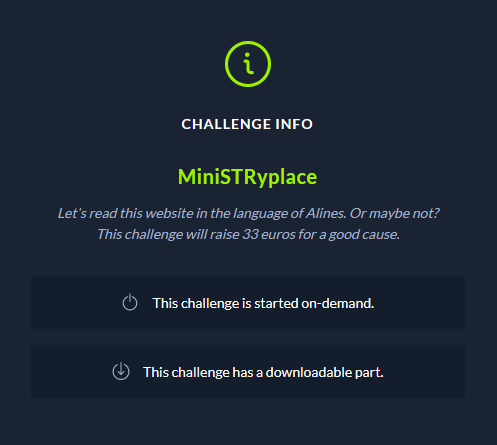 CHALLENGE INFO
MiniSTRyplace
Let's read this website in the language of Alines. Or maybe not?
This challenge will raise 33 euros for a good cause.
This challenge is started on-demand.
This challenge has a downloadable part.